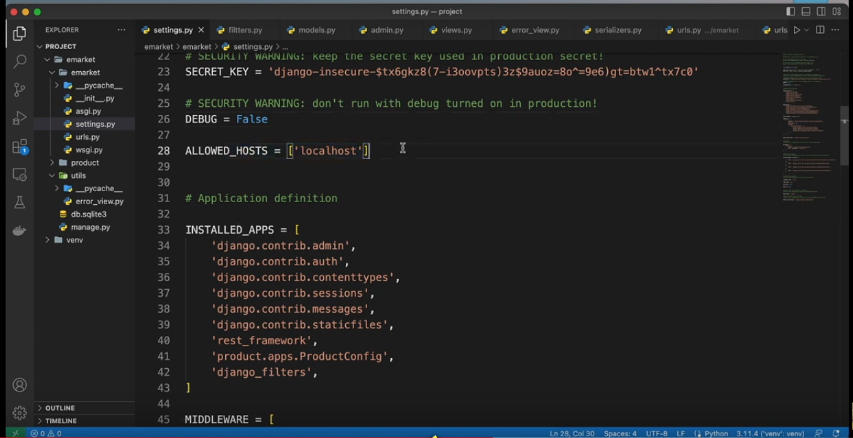 settings.py — project
EXPLORER
PROJECT
emarket
emarket
__pycache__
__init__.py
asgi.py
settings.py
urls.py
wsgi.py
product
utils
__pycache__
error_view.py
db.sqlite3
manage.py
venv
OUTLINE
TIMELINE
settings.py
filters.py
models.py
admin.py
views.py
error_view.py
serializers.py
urls.py .../emarket
urls
emarket > emarket > settings.py > ...
22 # SECURITY WARNING: keep the secret key used in production secret!
23 SECRET_KEY = 'django-insecure-$tx6gkz8(7-i3oovpts)3z$9auoz=8o^=9e6)gt=btw1^tx7c0'
24
25 # SECURITY WARNING: don't run with debug turned on in production!
26 DEBUG = False
27
28 ALLOWED_HOSTS = ['localhost']
29
30
31 # Application definition
32
33 INSTALLED_APPS = [
34 'django.contrib.admin',
35 'django.contrib.auth',
36 'django.contrib.contenttypes',
37 'django.contrib.sessions',
38 'django.contrib.messages',
39 'django.contrib.staticfiles',
40 'rest_framework',
41 'product.apps.ProductConfig',
42 'django_filters',
43 ]
44
45 MIDDLEWARE = [
1
0 0
Ln 28, Col 30
Spaces: 4
UTF-8
LF
Python
3.11.4 ('venv': venv)